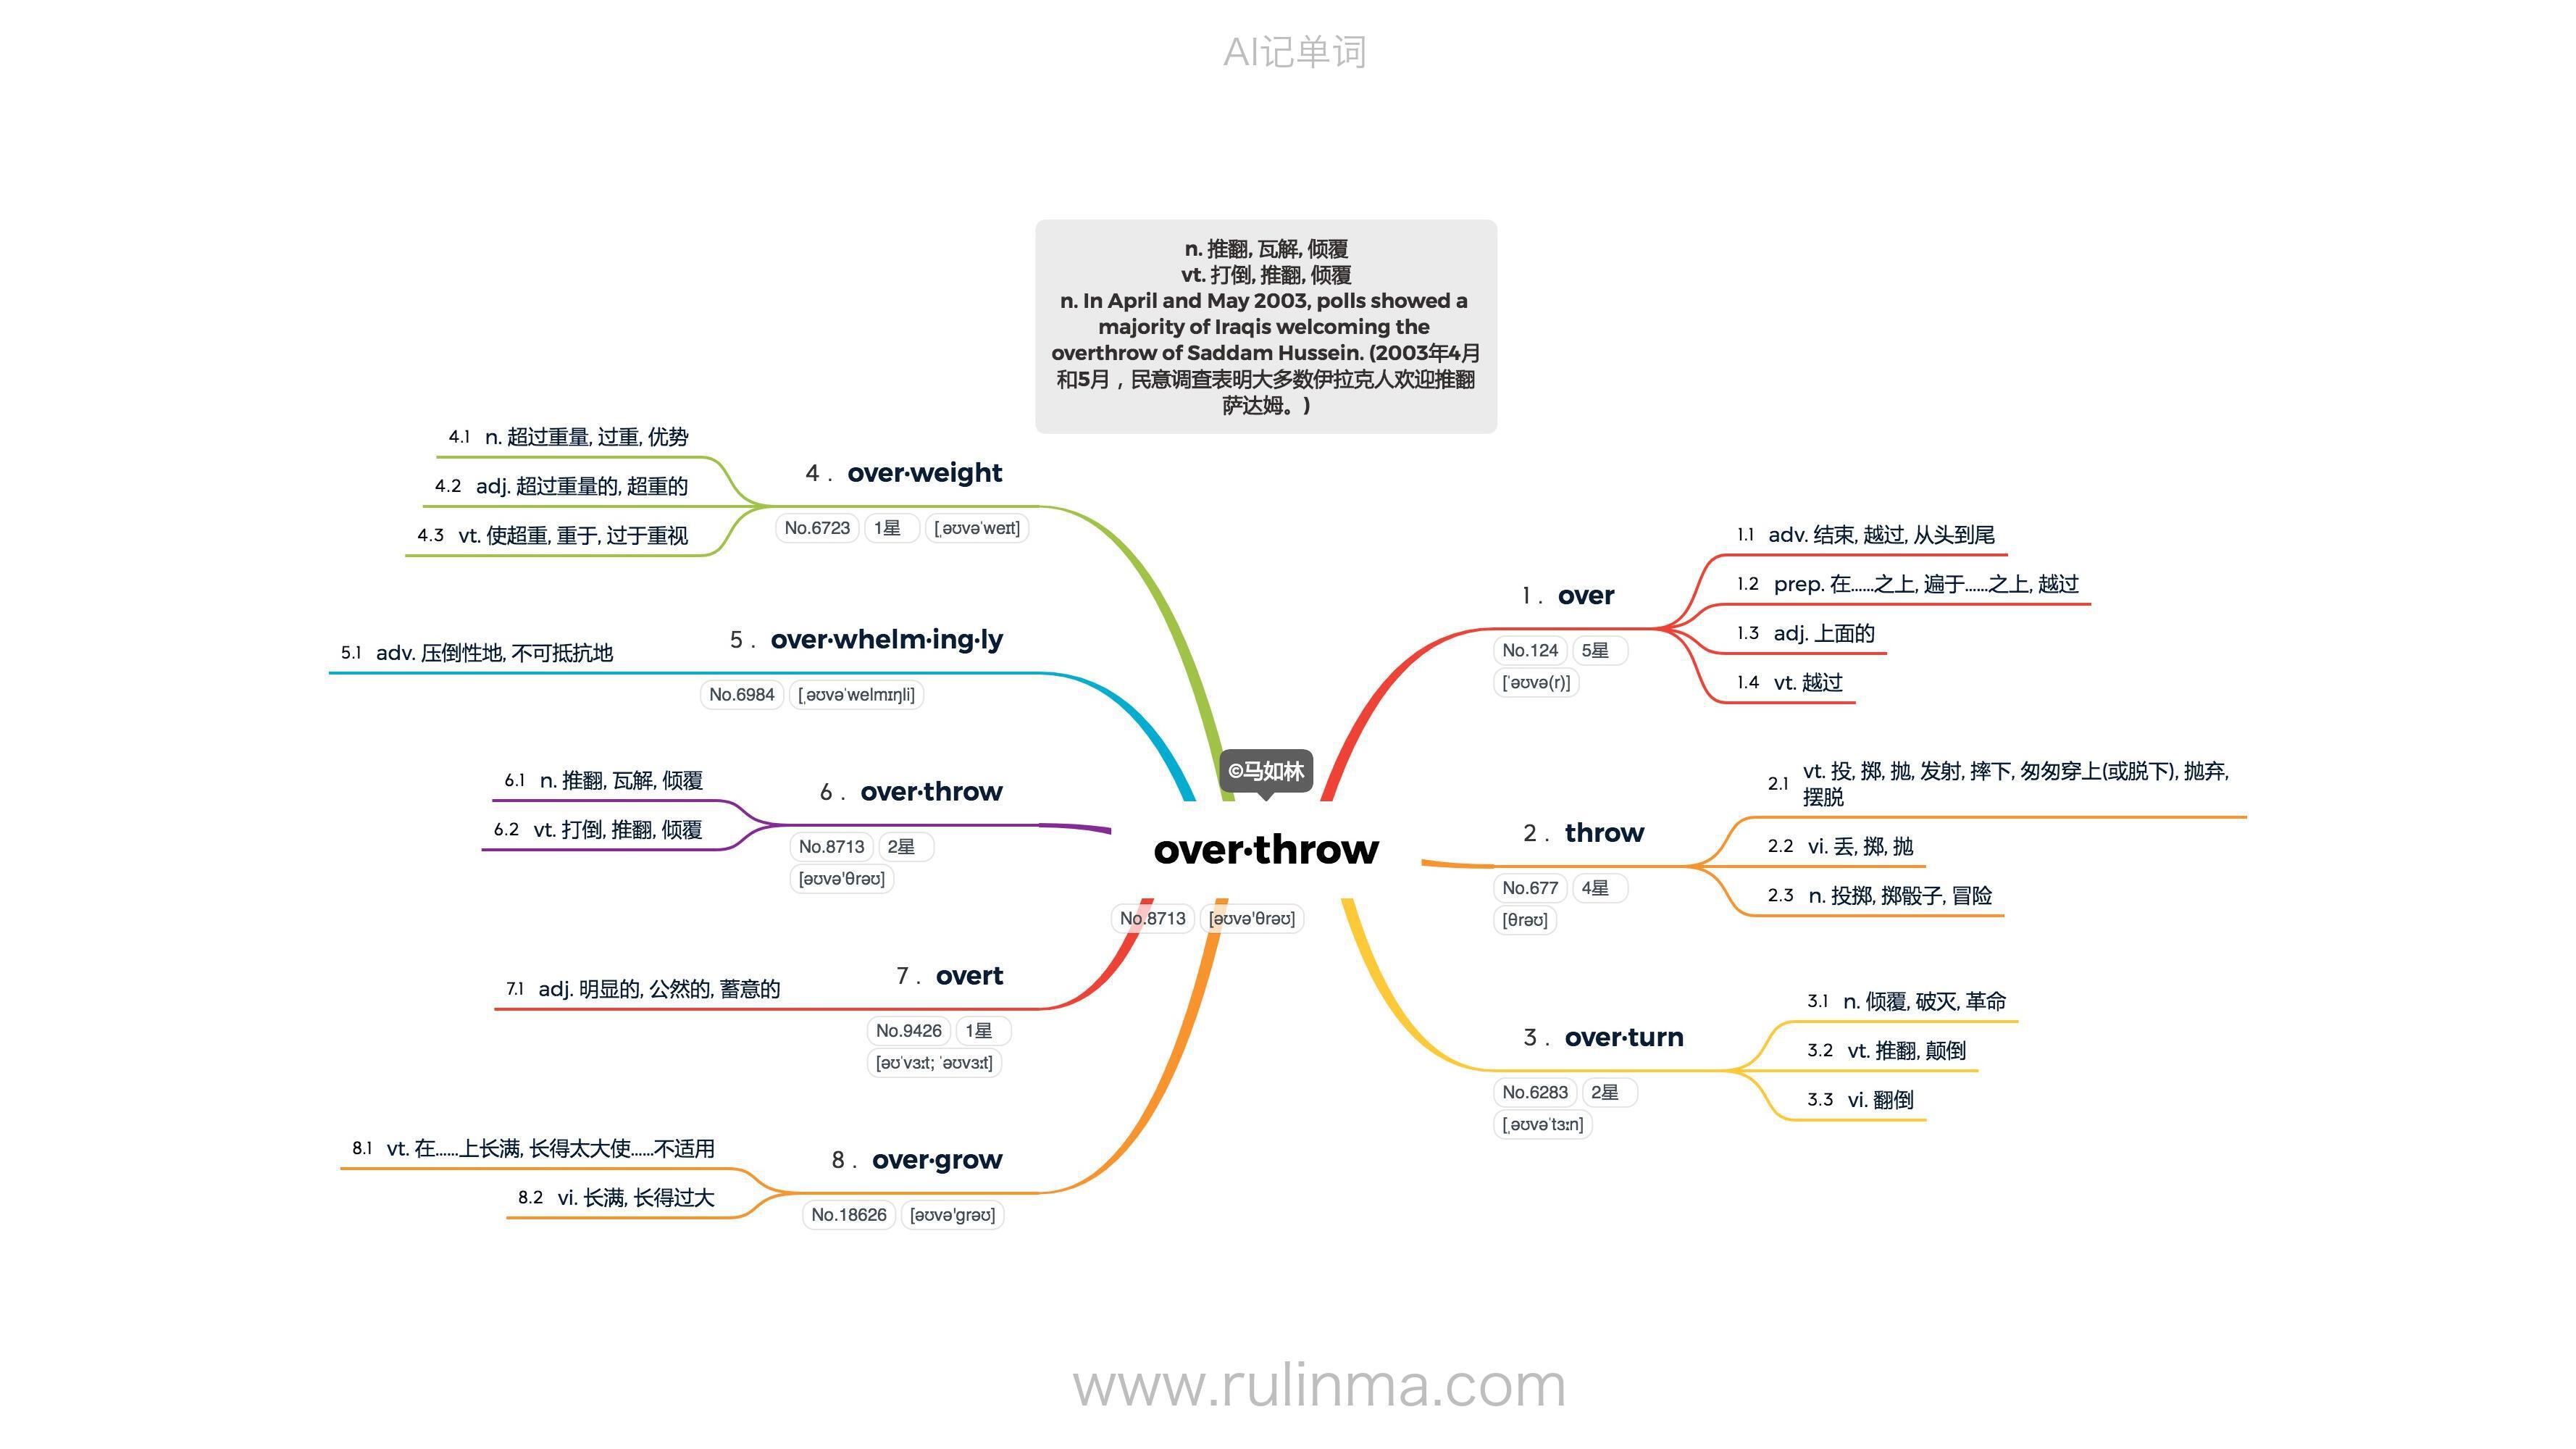 AI记单词
n. 推翻, 瓦解, 倾覆
vt. 打倒, 推翻, 倾覆
n. In April and May 2003, polls showed a
majority of Iraqis welcoming the
overthrow of Saddam Hussein. (2003年4月
和5月，民意调查表明大多数伊拉克人欢迎推翻
萨达姆。)
©马如林
over·throw
No.8713 [əʊvə'θrəʊ]
1 . over
No.124 5星
[ˈəʊvə(r)]
1.1 adv. 结束, 越过, 从头到尾
1.2 prep. 在……之上, 遍于……之上, 越过
1.3 adj. 上面的
1.4 vt. 越过
2 . throw
No.677 4星
[θrəʊ]
2.1 vt. 投, 掷, 抛, 发射, 摔下, 匆匆穿上(或脱下), 抛弃,
摆脱
2.2 vi. 丢, 掷, 抛
2.3 n. 投掷, 掷骰子, 冒险
3 . over·turn
No.6283 2星
[ˌəʊvəˈtɜːn]
3.1 n. 倾覆, 破灭, 革命
3.2 vt. 推翻, 颠倒
3.3 vi. 翻倒
4 . over·weight
No.6723 1星 [ˌəʊvəˈweɪt]
4.1 n. 超过重量, 过重, 优势
4.2 adj. 超过重量的, 超重的
4.3 vt. 使超重, 重于, 过于重视
5 . over·whelm·ing·ly
No.6984 [ˌəʊvəˈwelmɪŋli]
5.1 adv. 压倒性地, 不可抵抗地
6 . over·throw
No.8713 2星
[əʊvə'θrəʊ]
6.1 n. 推翻, 瓦解, 倾覆
6.2 vt. 打倒, 推翻, 倾覆
7 . overt
No.9426 1星
[əʊˈvɜːt; ˈəʊvɜːt]
7.1 adj. 明显的, 公然的, 蓄意的
8 . over·grow
No.18626 [əʊvə'grəʊ]
8.1 vt. 在……上长满, 长得太大使……不适用
8.2 vi. 长满, 长得过大
www.rulinma.com